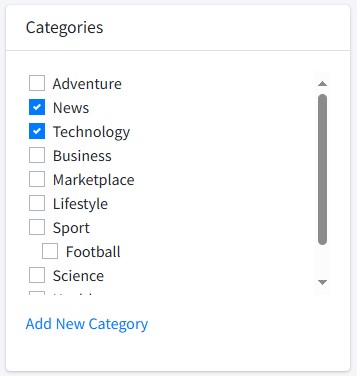 Categories
Adventure
News
Technology
Business
Marketplace
Lifestyle
Sport
Football
Science
Add New Category